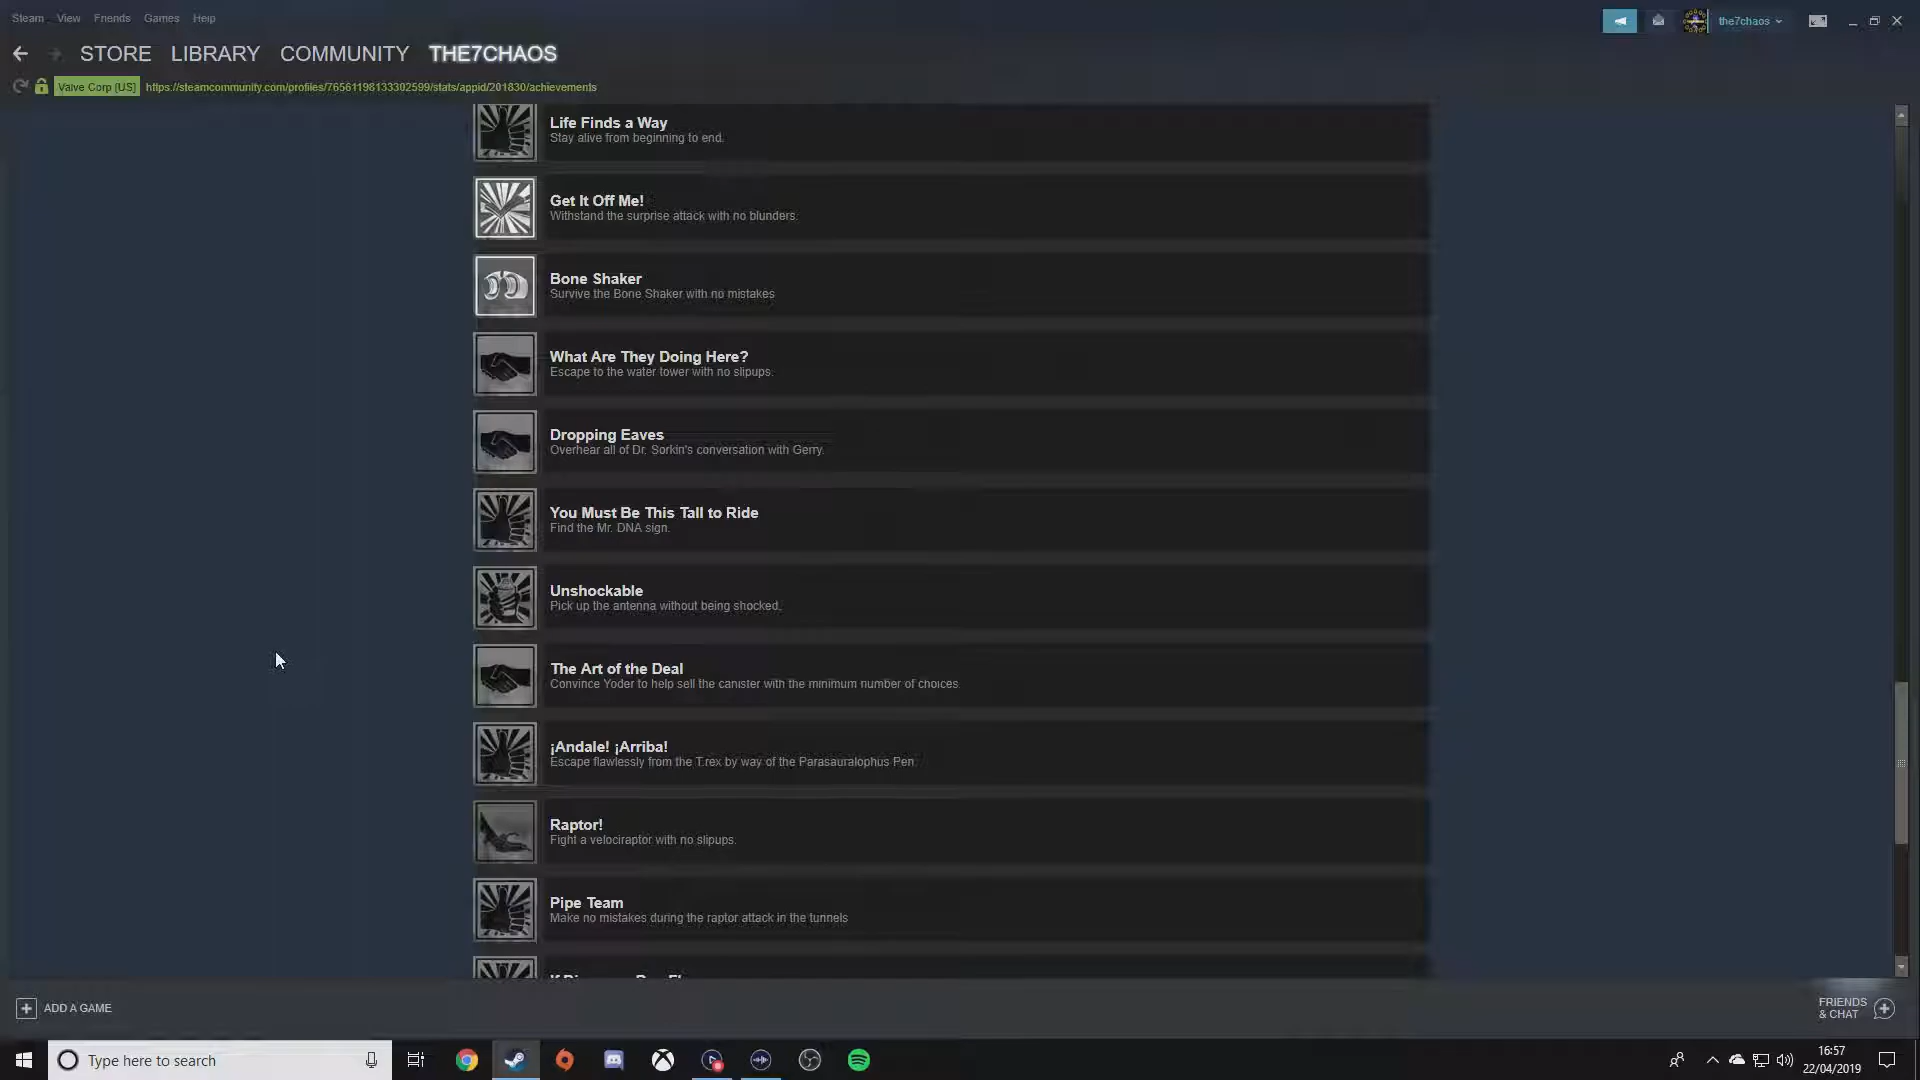 Steam View Friends Games Help
the7chaos
STORE LIBRARY COMMUNITY THE7CHAOS
Valve Corp [US] https://steamcommunity.com/profiles/76561198133302599/stats/appid/201830/achievements
Life Finds a Way
Stay alive from beginning to end.
Get It Off Me!
Withstand the surprise attack with no blunders.
Bone Shaker
Survive the Bone Shaker with no mistakes
What Are They Doing Here?
Escape to the water tower with no slipups.
Dropping Eaves
Overhear all of Dr. Sorkin's conversation with Gerry.
You Must Be This Tall to Ride
Find the Mr. DNA sign.
Unshockable
Pick up the antenna without being shocked.
The Art of the Deal
Convince Yoder to help sell the canister with the minimum number of choices.
¡Andale! ¡Arriba!
Escape flawlessly from the T.rex by way of the Parasauralophus Pen
Raptor!
Fight a velociraptor with no slipups.
Pipe Team
Make no mistakes during the raptor attack in the tunnels
ADD A GAME
FRIENDS
& CHAT
Type here to search
16:57
22/04/2019